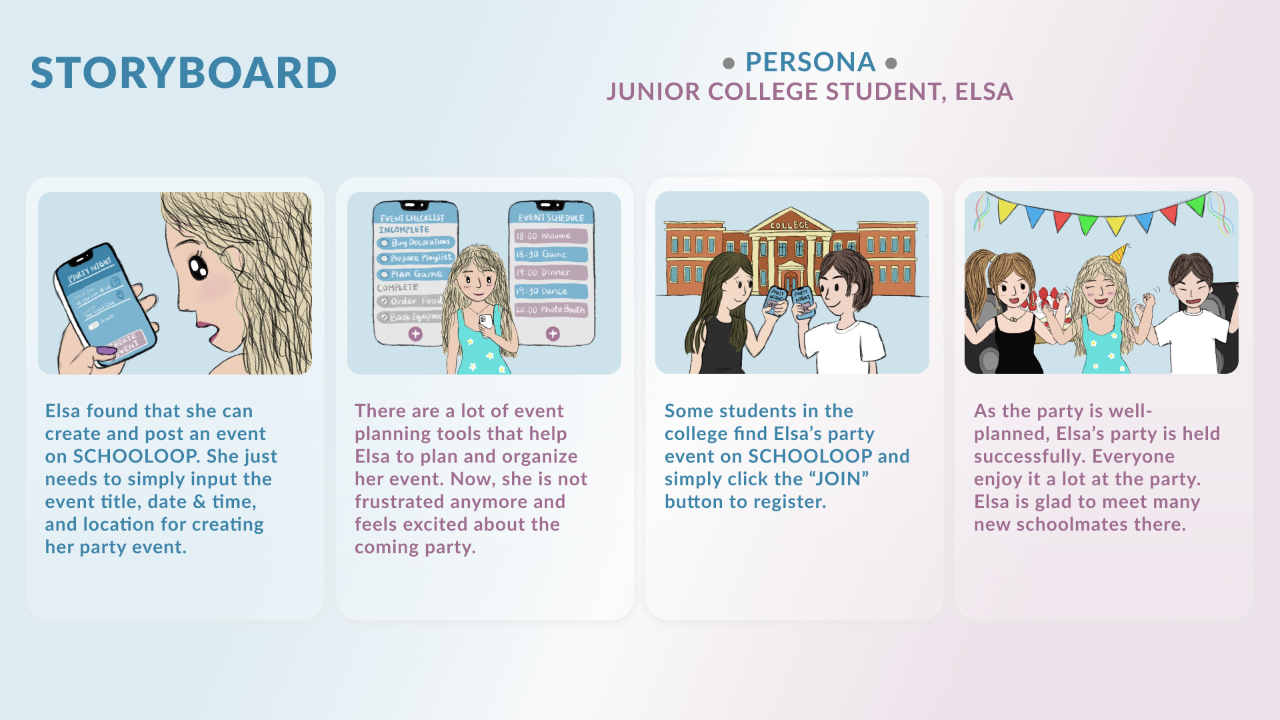 STORYBOARD
• PERSONA •
JUNIOR COLLEGE STUDENT, ELSA
PARTY NIGHT
EVENT
EVENT CHECKLIST
INCOMPLETE
Buy Decorations
Prepare Playlist
Plan Game
COMPLETE
Order Food
Book Equipme
EVENT SCHEDULE
18:00 Welcome
18:30 Game
19:00 Dinner
19:30 Dance
20:00 Photo Booth
COLLEGE
Elsa found that she can
create and post an event
on SCHOOLOOP. She just
needs to simply input the
event title, date & time,
and location for creating
her party event.
There are a lot of event
planning tools that help
Elsa to plan and organize
her event. Now, she is not
frustrated anymore and
feels excited about the
coming party.
Some students in the
college find Elsa’s party
event on SCHOOLOOP and
simply click the “JOIN”
button to register.
As the party is well-
planned, Elsa’s party is held
successfully. Everyone
enjoy it a lot at the party.
Elsa is glad to meet many
new schoolmates there.